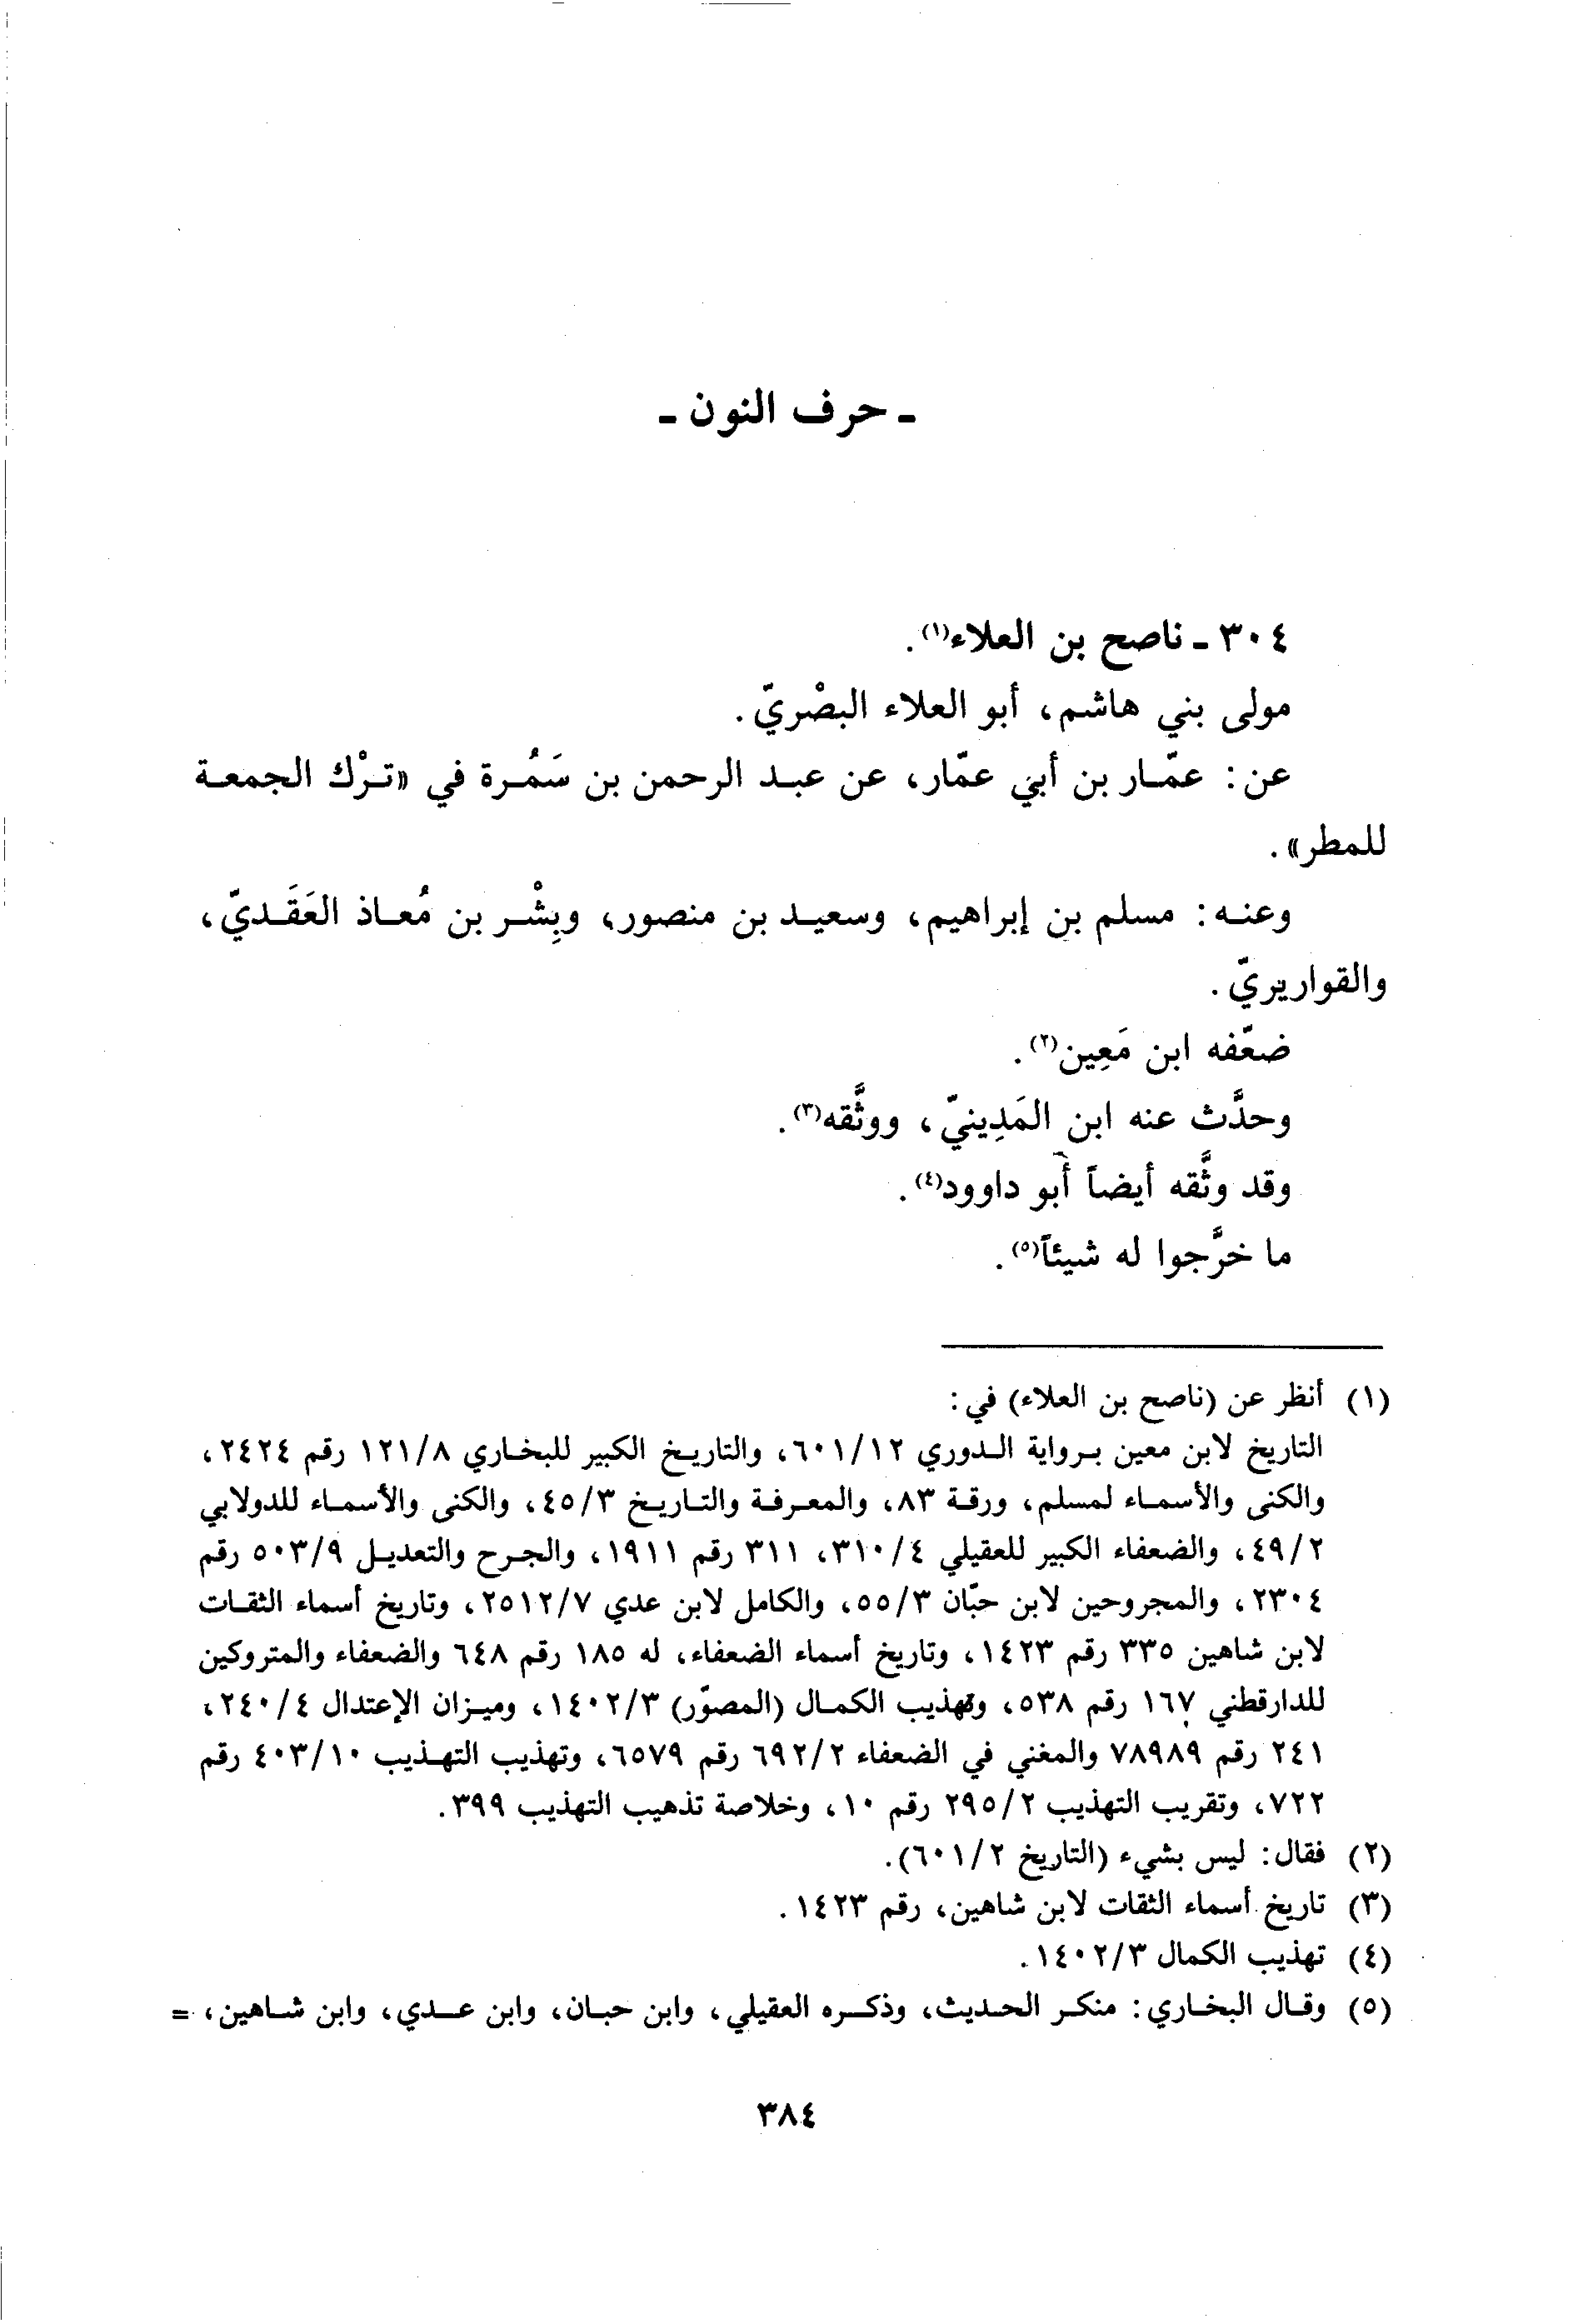 ـ حرف النون ـ
٣٠٤ ـ ناصح بن العلاء(١).
مولى بني هاشم، أبو العلاء البصْريّ.
عن: عمّار بن أبي عمّار، عن عبد الرحمن بن سَمُرة في «ترْك الجمعة
للمطر».
وعنه: مسلم بن إبراهيم، وسعيد بن منصور، وبِشْر بن مُعاذ العَقَديّ،
والقواريريّ.
ضعّفه ابن مَعِين(٢).
وحدَّث عنه ابن المَدِينيّ، ووثَّقه(٣).
وقد وثَّقه أيضاً أبو داوود(٤).
ما خرَّجوا له شيئاً(٥).
(١) أنظر عن (ناصح بن العلاء) في:
التاريخ لابن معين برواية الدوري ٦٠١/١٢، والتاريخ الكبير للبخاري ١٢١/٨ رقم ٢٤٢٤،
والكنى والأسماء لمسلم، ورقة ٨٣، والمعرفة والتاريخ ٤٥/٣، والكنى والأسماء للدولابي
٤٩/٢، والضعفاء الكبير للعقيلي ٣١٠/٤، ٣١١ رقم ١٩١١، والجرح والتعديل ٥٠٣/٩ رقم
٢٣٠٤، والمجروحين لابن حبّان ٥٥/٣، والكامل لابن عدي ٢٥١٢/٧، وتاريخ أسماء الثقات
لابن شاهين ٣٣٥ رقم ١٤٢٣، وتاريخ أسماء الضعفاء، له ١٨٥ رقم ٦٤٨ والضعفاء والمتروكين
للدارقطني ١٦٧ رقم ٥٣٨، وتهذيب الكمال (المصوّر) ١٤٠٢/٣، وميزان الإعتدال ٢٤٠/٤،
٢٤١ رقم ٧٨٩٨٩ والمغني في الضعفاء ٦٩٢/٢ رقم ٦٥٧٩، وتهذيب التهذيب ٤٠٣/١٠ رقم
٧٢٢، وتقريب التهذيب ٢٩٥/٢ رقم ١٠، وخلاصة تذهيب التهذيب ٣٩٩.
(٢) فقال: ليس بشيء (التاريخ ٦٠١/٢).
(٣) تاريخ أسماء الثقات لابن شاهين، رقم ١٤٢٣.
(٤) تهذيب الكمال ١٤٠٢/٣.
(٥) وقال البخاري: منكر الحديث، وذكره العقيلي، وابن حبان، وابن عدي، وابن شاهين، =
٣٨٤